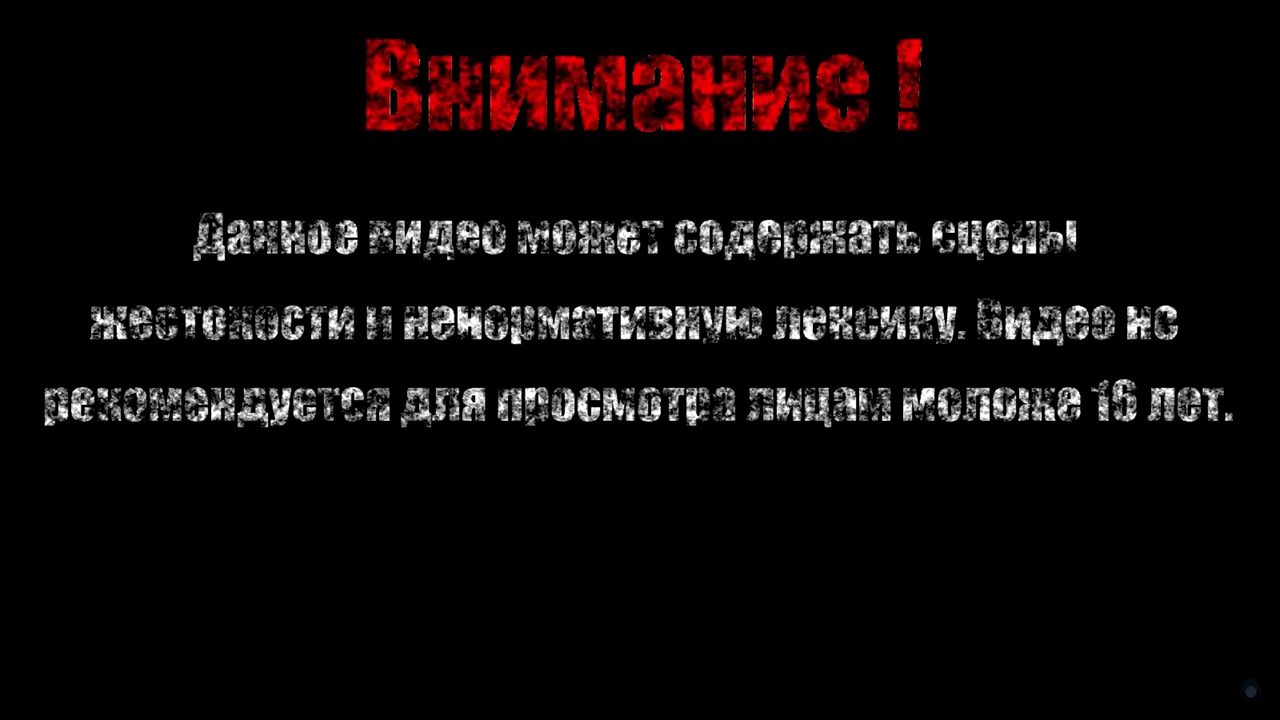 Внимание !
Данное видео может содержать сцены
жестокости и ненормативную лексику. Видео не
рекомендуется для просмотра лицам моложе 16 лет.